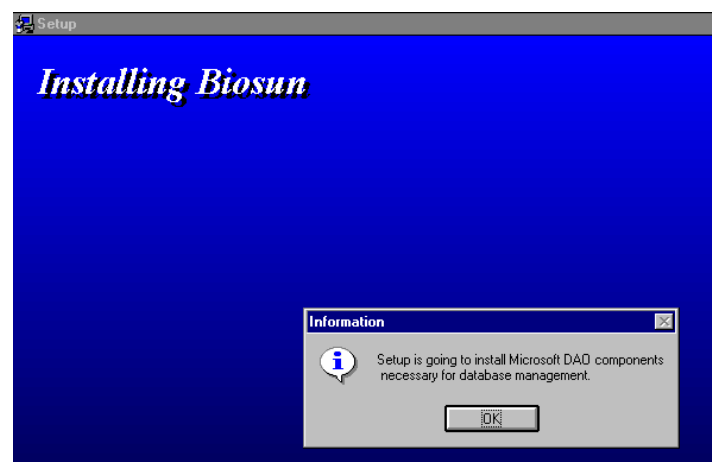 Setup
Installing Biosun
Information
Setup is going to install Microsoft DAO components
necessary for database management.
OK